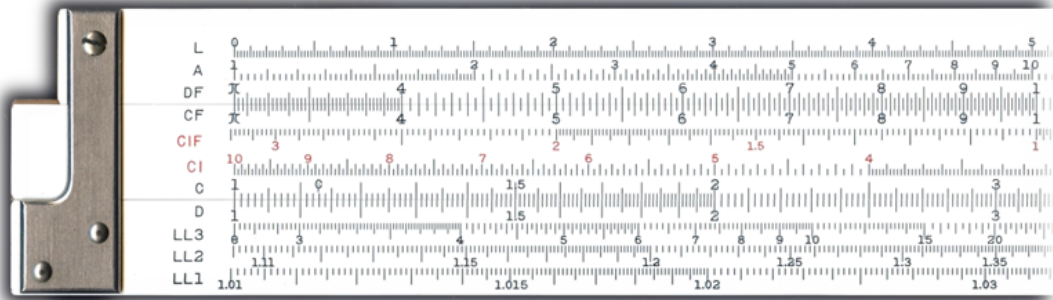 L 0 1 2 3 4 5
A 1 2 3 4 5 6 7 8 9 10
DF π 4 5 6 7 8 9 1
CF π 4 5 6 7 8 9 1
CIF 3 2 1.5 1
CI 10 9 8 7 6 5 4
C 1 C 1.5 2 3
D 1 1.5 2 3
LL3 e 3 4 5 6 7 8 9 10 15 20
LL2 1.11 1.15 1.2 1.25 1.3 1.35
LL1 1.01 1.015 1.02 1.03